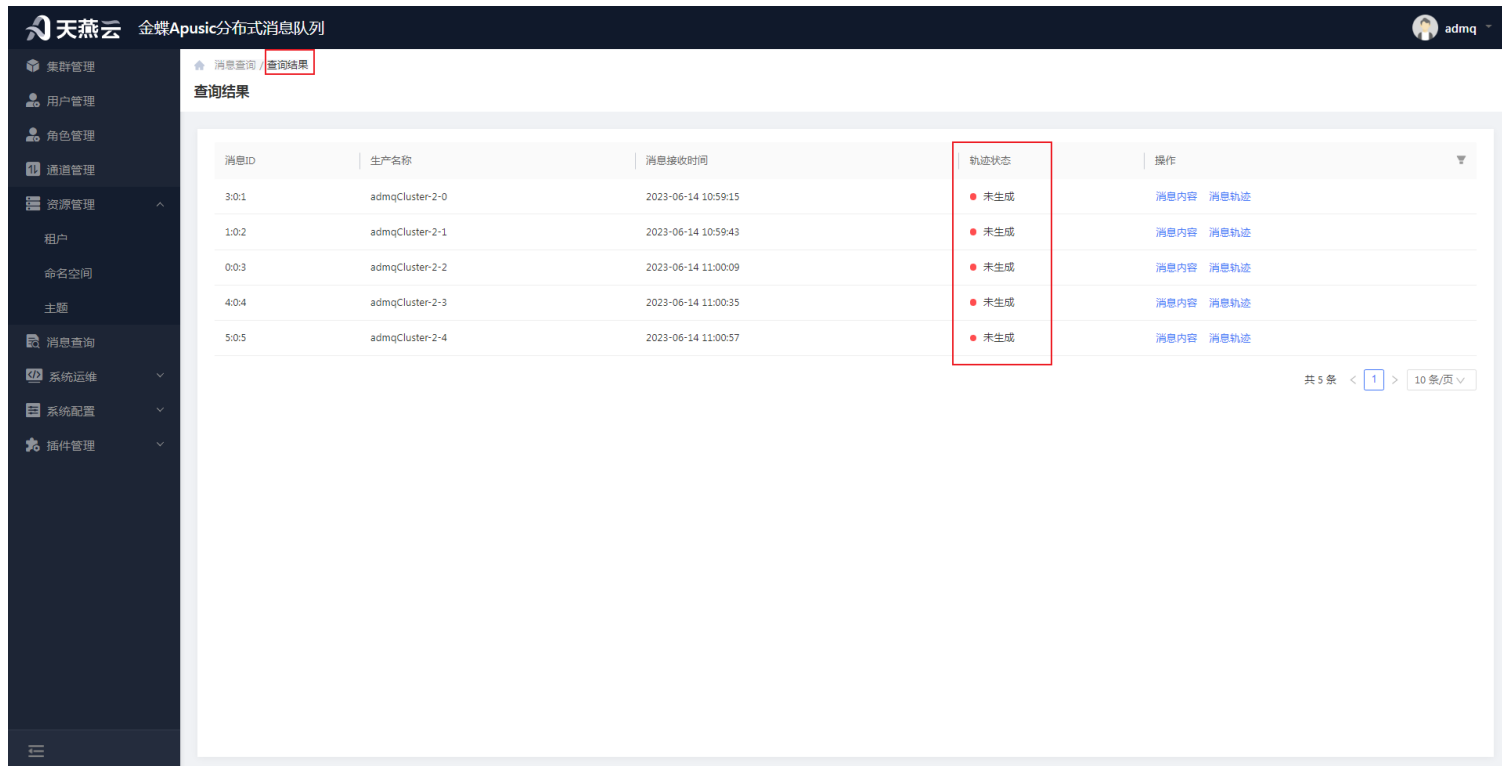 天燕云 金蝶Apusic分布式消息队列 admq
集群管理
用户管理
角色管理
通道管理
资源管理
租户
命名空间
主题
消息查询
系统运维
系统配置
插件管理
消息查询 / 查询结果
查询结果
消息ID 生产名称 消息接收时间 轨迹状态 操作
3:0:1 admqCluster-2-0 2023-06-14 10:59:15 未生成 消息内容 消息轨迹
1:0:2 admqCluster-2-1 2023-06-14 10:59:43 未生成 消息内容 消息轨迹
0:0:3 admqCluster-2-2 2023-06-14 11:00:09 未生成 消息内容 消息轨迹
4:0:4 admqCluster-2-3 2023-06-14 11:00:35 未生成 消息内容 消息轨迹
5:0:5 admqCluster-2-4 2023-06-14 11:00:57 未生成 消息内容 消息轨迹
共 5 条 < 1 > 10 条/页